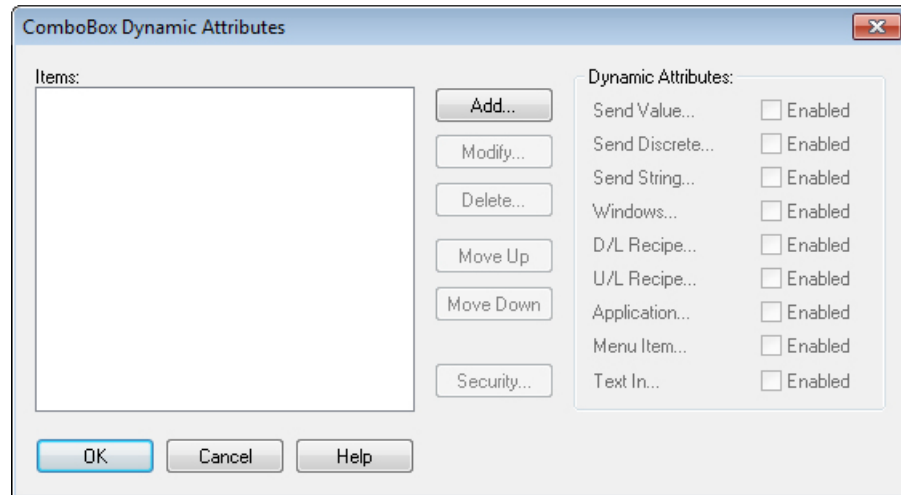 ComboBox Dynamic Attributes
Items:
Add...
Modify...
Delete...
Move Up
Move Down
Security...
Dynamic Attributes:
Send Value... Enabled
Send Discrete... Enabled
Send String... Enabled
Windows... Enabled
D/L Recipe... Enabled
U/L Recipe... Enabled
Application... Enabled
Menu Item... Enabled
Text In... Enabled
OK Cancel Help